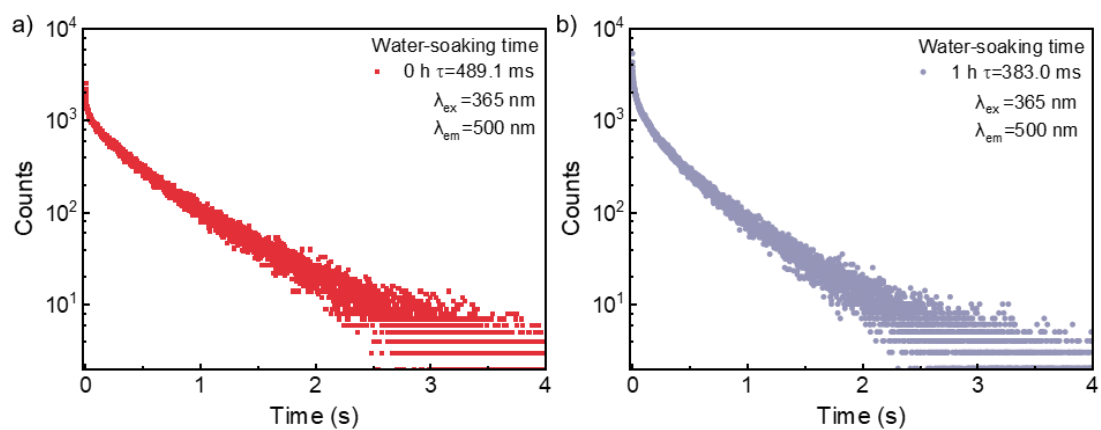 a)
Water-soaking time
0 h τ=489.1 ms
λex=365 nm
λem=500 nm
Counts
10^4
10^3
10^2
10^1
0 1 2 3 4
Time (s)
b)
Water-soaking time
1 h τ=383.0 ms
λex=365 nm
λem=500 nm
Counts
10^4
10^3
10^2
10^1
0 1 2 3 4
Time (s)